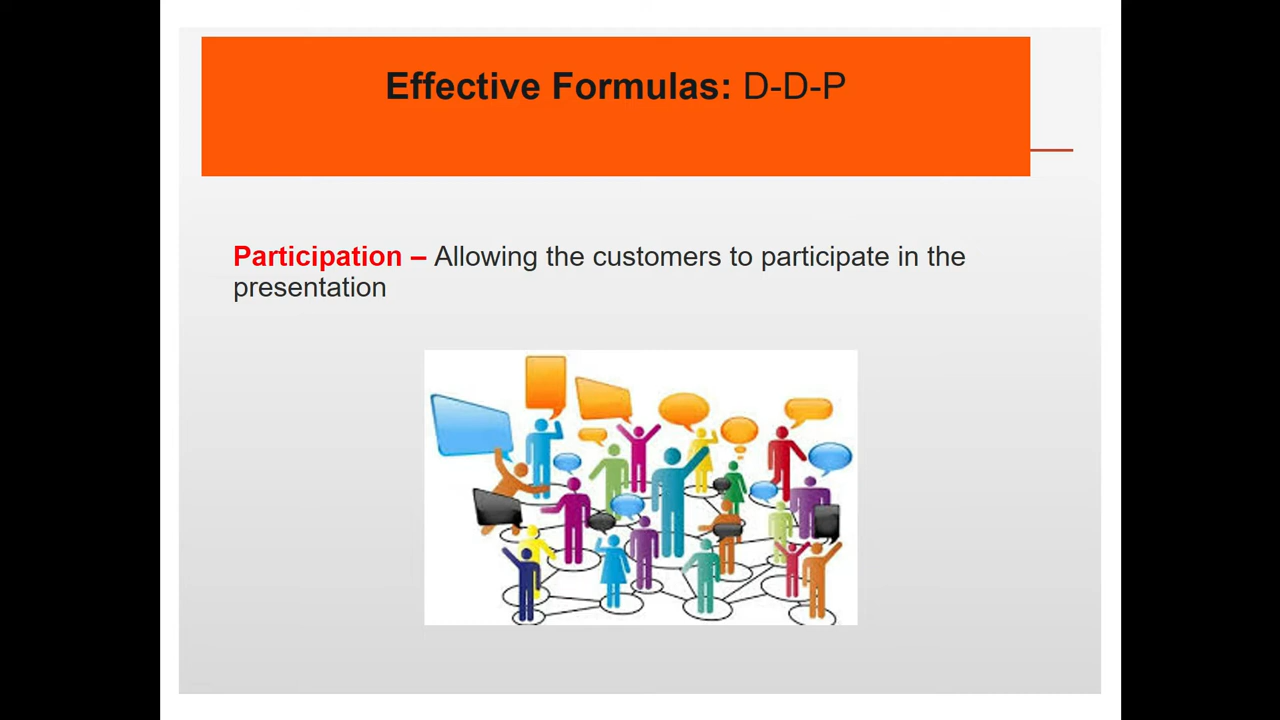 Effective Formulas: D-D-P
Participation – Allowing the customers to participate in the
presentation